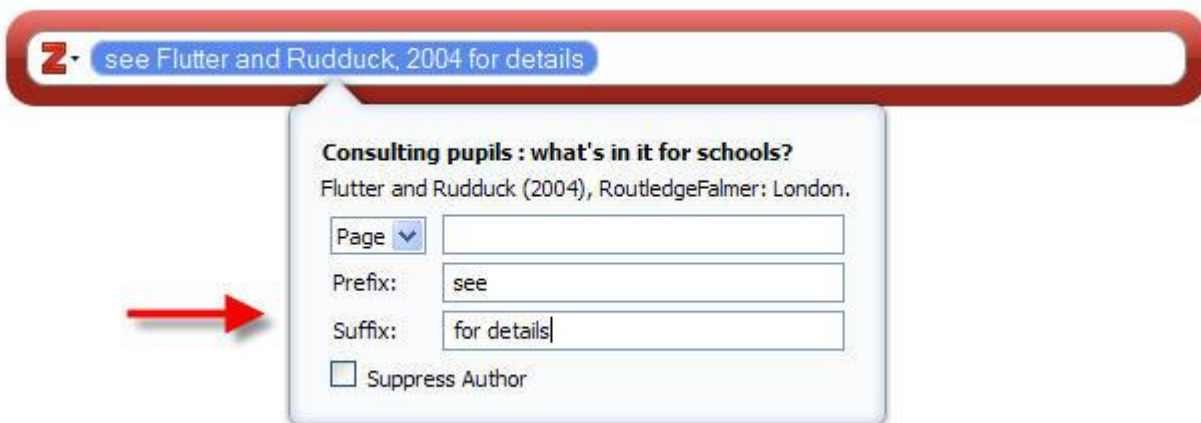 Z see Flutter and Rudduck, 2004 for details
Consulting pupils : what's in it for schools?
Flutter and Rudduck (2004), RoutledgeFalmer: London.
Page
Prefix: see
Suffix: for details
Suppress Author